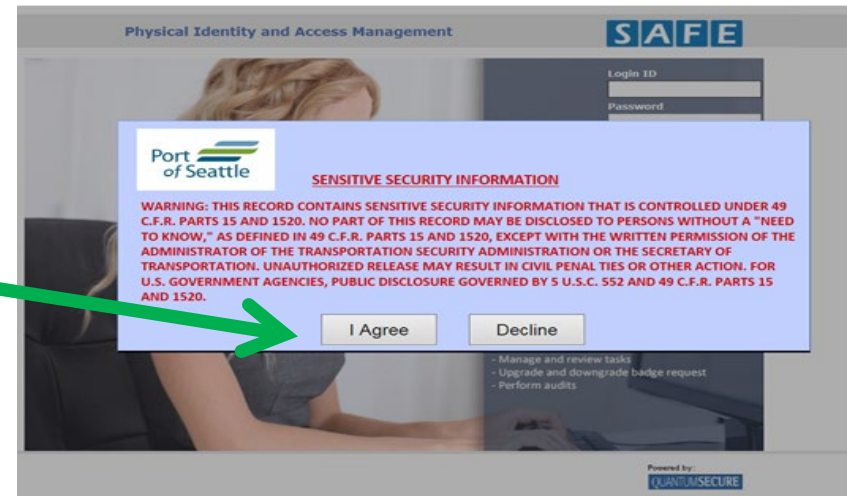 Physical Identity and Access Management
SAFE
Login ID
Password
Port
of Seattle
SENSITIVE SECURITY INFORMATION
WARNING: THIS RECORD CONTAINS SENSITIVE SECURITY INFORMATION THAT IS CONTROLLED UNDER 49
C.F.R. PARTS 15 AND 1520. NO PART OF THIS RECORD MAY BE DISCLOSED TO PERSONS WITHOUT A "NEED
TO KNOW," AS DEFINED IN 49 C.F.R. PARTS 15 AND 1520, EXCEPT WITH THE WRITTEN PERMISSION OF THE
ADMINISTRATOR OF THE TRANSPORTATION SECURITY ADMINISTRATION OR THE SECRETARY OF
TRANSPORTATION. UNAUTHORIZED RELEASE MAY RESULT IN CIVIL PENAL TIES OR OTHER ACTION. FOR
U.S. GOVERNMENT AGENCIES, PUBLIC DISCLOSURE GOVERNED BY 5 U.S.C. 552 AND 49 C.F.R. PARTS 15
AND 1520.
I Agree
Decline
- Manage and review tasks
- Upgrade and downgrade badge request
- Perform audits
Powered by:
QUANTUMSECURE